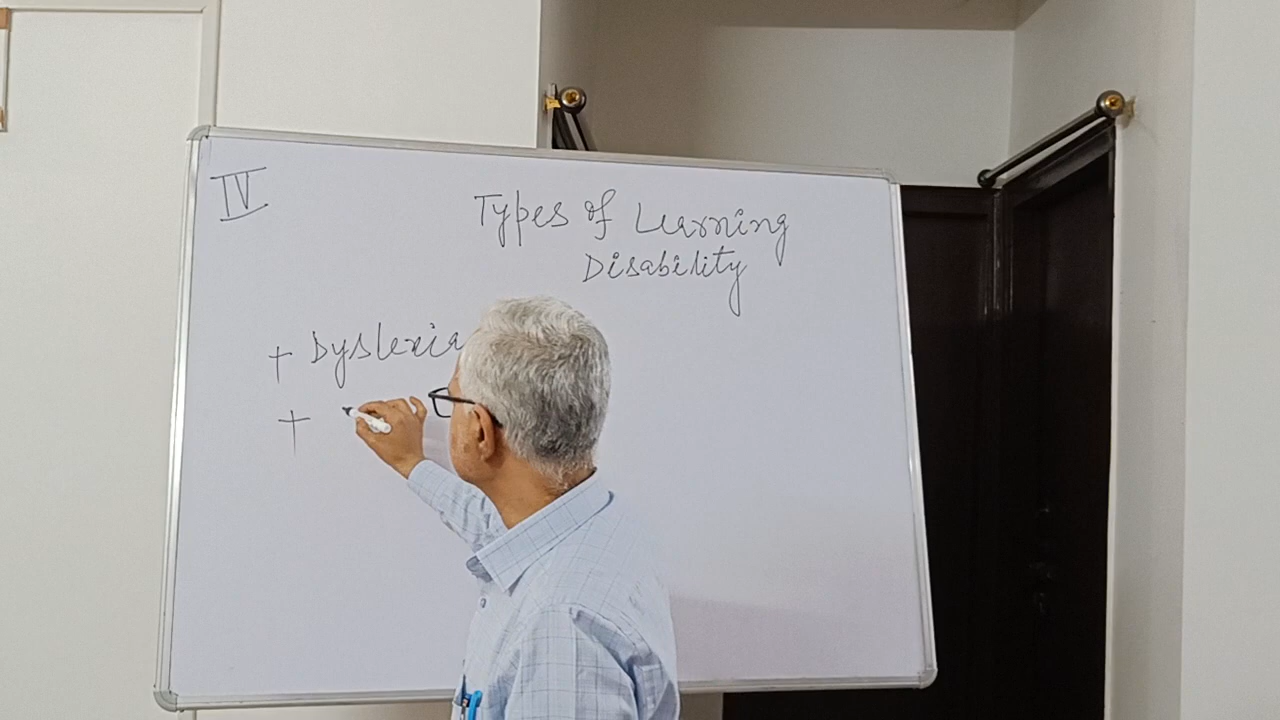 IV
Types of Learning
Disability
+ Dyslexia
+